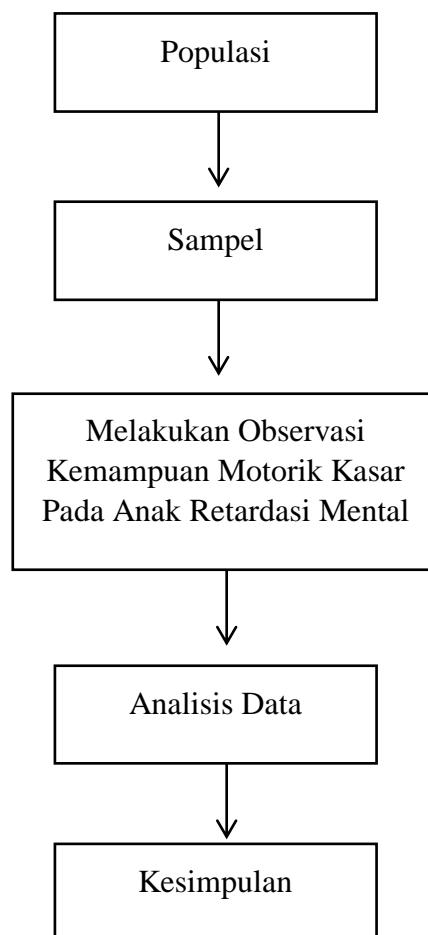 Populasi
Sampel
Melakukan Observasi
Kemampuan Motorik Kasar
Pada Anak Retardasi Mental
Analisis Data
Kesimpulan